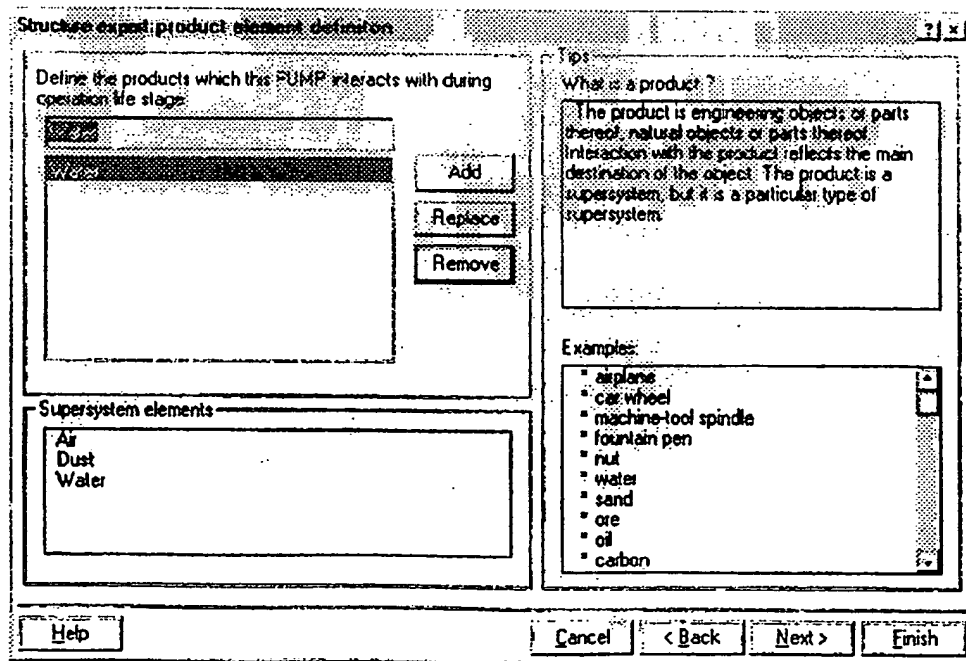 Structure expert product element definition
? ×
Define the products which this PUMP interacts with during
operation life stage
Water
Water
Add
Replace
Remove
Supersystem elements
Air
Dust
Water
Tips
What is a product ?
The product is engineering objects or parts
thereof, natural objects or parts thereof.
Interaction with the product reflects the main
destination of the object. The product is a
supersystem, but it is a particular type of
supersystem.
Examples:
* airplane
* car wheel
* machine-tool spindle
* fountain pen
* nut
* water
* sand
* ore
* oil
* carbon
Help
Cancel
< Back
Next >
Finish